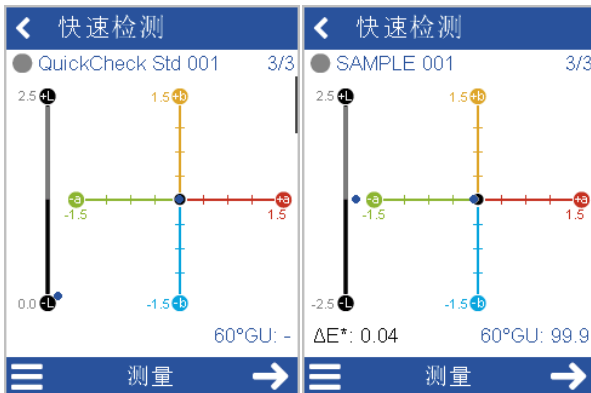 快速检测
QuickCheck Std 001 3/3
2.5 +L 1.5 +b
-a +a
-1.5 1.5
0.0 -L -1.5 -b
60°GU: -
测量
快速检测
SAMPLE 001 3/3
2.5 +L 1.5 +b
-a +a
-1.5 1.5
-2.5 -L -1.5 -b
ΔE*: 0.04 60°GU: 99.9
测量